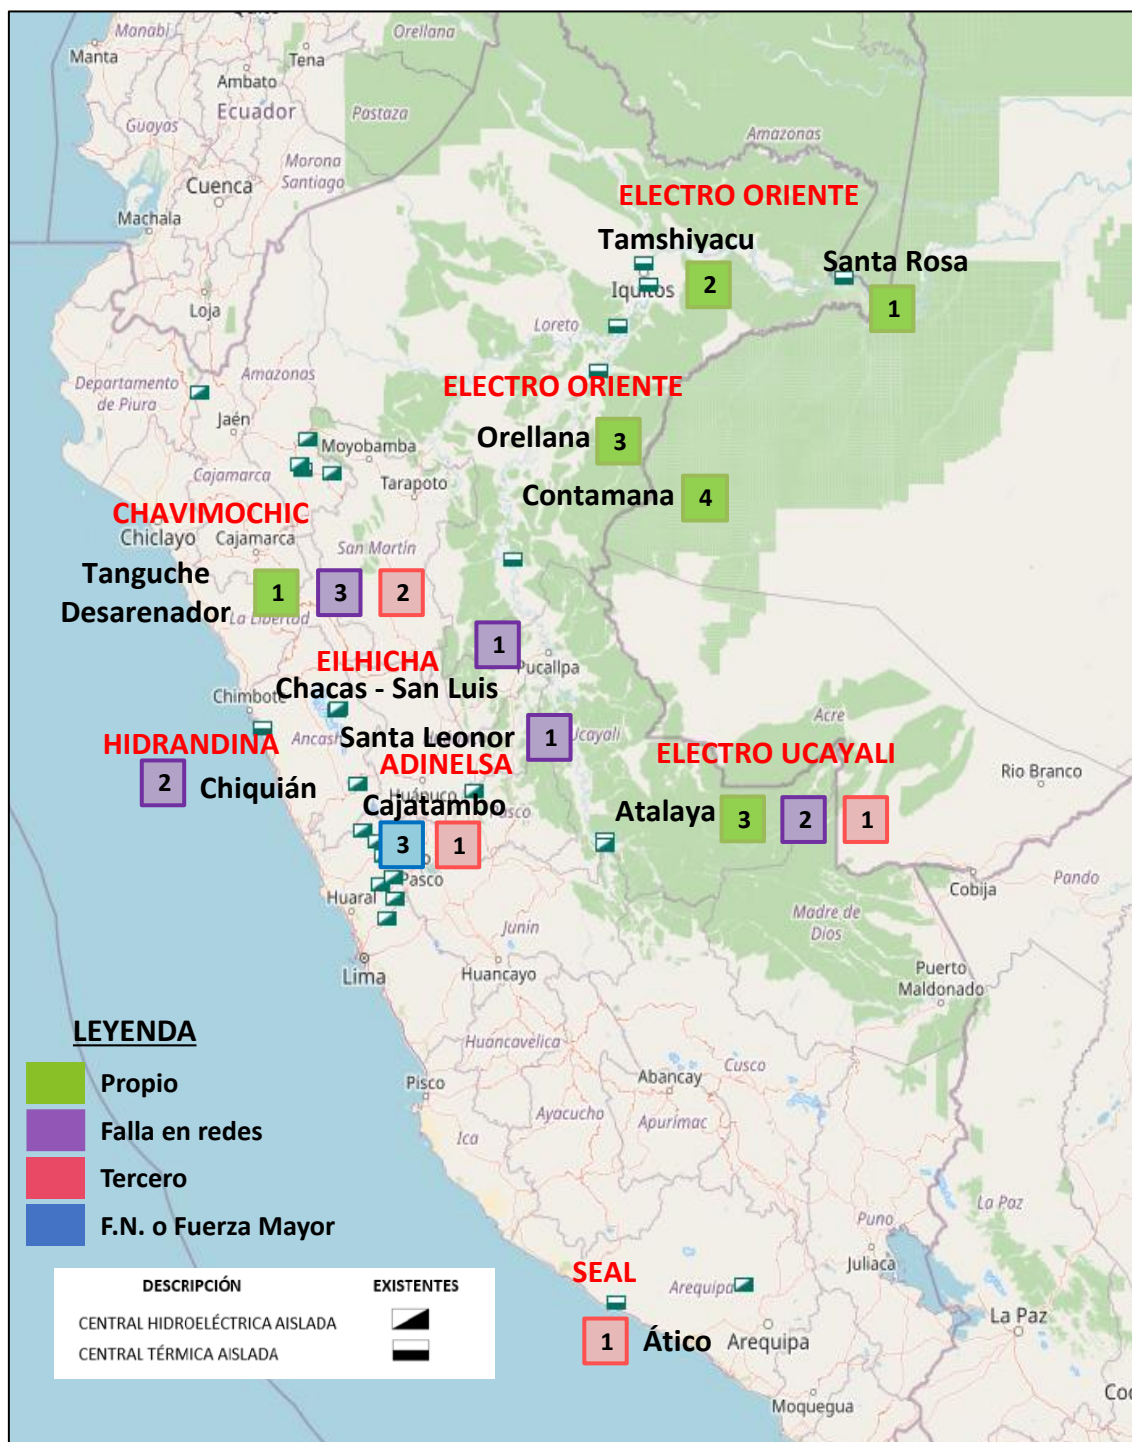 Quito
Manabí
Orellana
Manta
Tena
Ambato
Ecuador
Pastaza
Guayas
Amazonas
Morona
Santiago
Cuenca
ELECTRO ORIENTE
Machala
Tamshiyacu
Santa Rosa
Iquitos
2
1
Loja
Loreto
Departamento
de Piura
Amazonas
ELECTRO ORIENTE
Jaén
Orellana
3
Moyobamba
Cajamarca
Tarapoto
Contamana
4
CHAVIMOCHIC
Chiclayo
Cajamarca
San Martín
Tanguche
Desarenador
1
3
2
La Libertad
1
EILHICHA
Pucallpa
Chacas - San Luis
Chimbote
Acre
HIDRANDINA
Ancash
Santa Leonor
1
Ucayali
ELECTRO UCAYALI
ADINELSA
Rio Branco
2
Chiquián
Huánuco
Cajatambo
Pasco
Atalaya
3
2
1
3
1
Pasco
Cobija
Pando
Huaral
Junín
Madre de
Dios
Lima
Huancayo
Puerto
Maldonado
LEYENDA
Huancavelica
Cusco
Propio
Pisco
Abancay
Ayacucho
Apurímac
Falla en redes
Ica
Tercero
La Paz
F.N. o Fuerza Mayor
Puno
Juliaca
SEAL
Arequipa
DESCRIPCIÓN
EXISTENTES
CENTRAL HIDROELÉCTRICA AISLADA
La Paz
CENTRAL TÉRMICA AISLADA
1
Ático
Arequipa
Moquegua